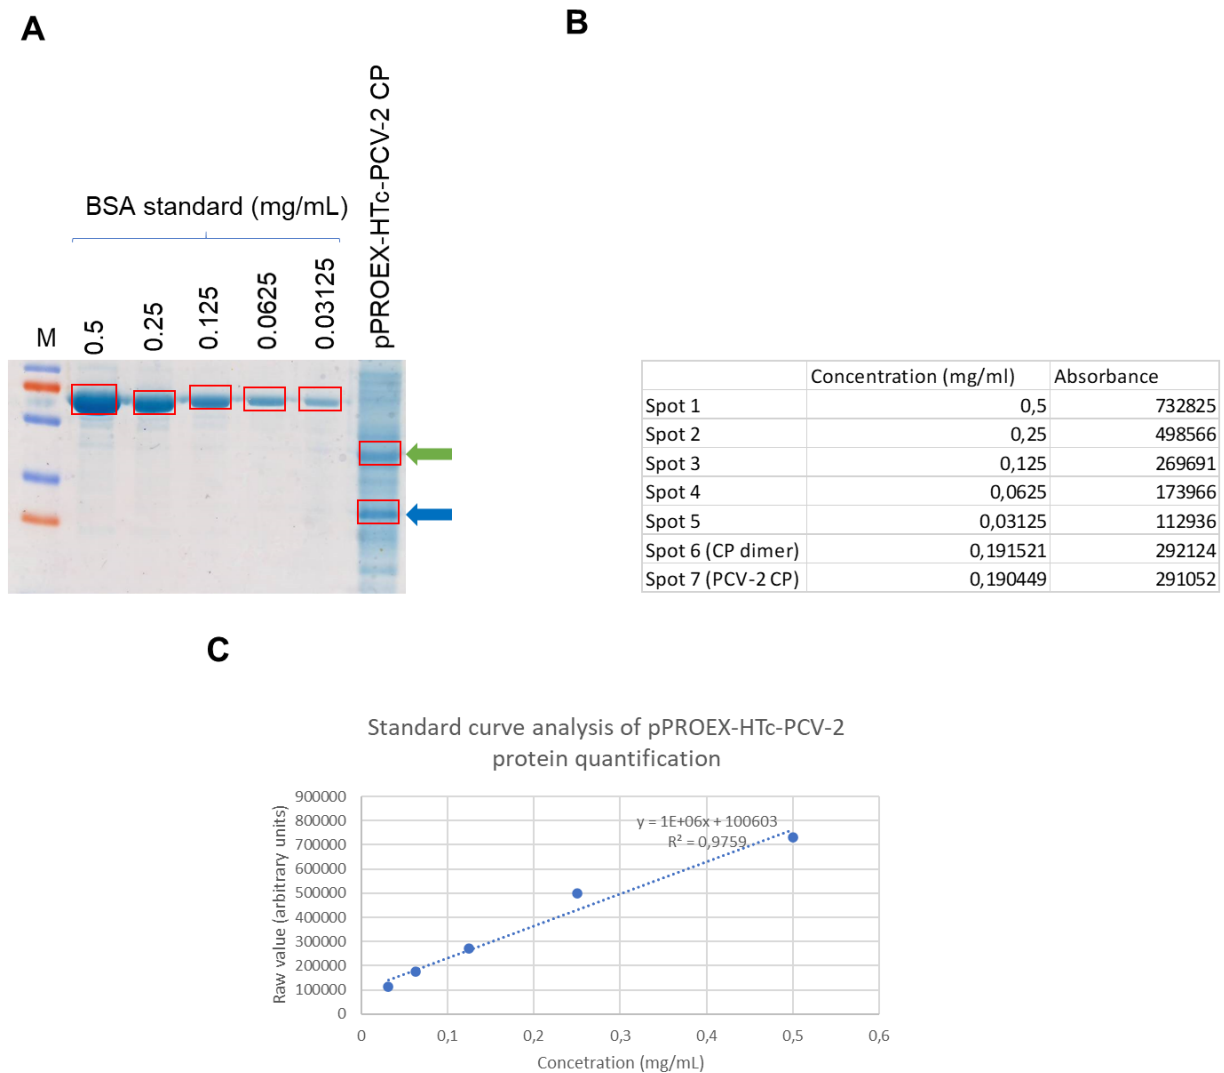 A
BSA standard (mg/mL)
M
0.5
0.25
0.125
0.0625
0.03125
pPROEX-HTc-PCV-2 CP
B
Concentration (mg/ml) Absorbance
Spot 1 0,5 732825
Spot 2 0,25 498566
Spot 3 0,125 269691
Spot 4 0,0625 173966
Spot 5 0,03125 112936
Spot 6 (CP dimer) 0,191521 292124
Spot 7 (PCV-2 CP) 0,190449 291052
C
Standard curve analysis of pPROEX-HTc-PCV-2
protein quantification
Raw value (arbitrary units)
900000
800000
700000
600000
500000
400000
300000
200000
100000
0
y = 1E+06x + 100603
R² = 0,9759
0 0,1 0,2 0,3 0,4 0,5 0,6
Concetration (mg/mL)